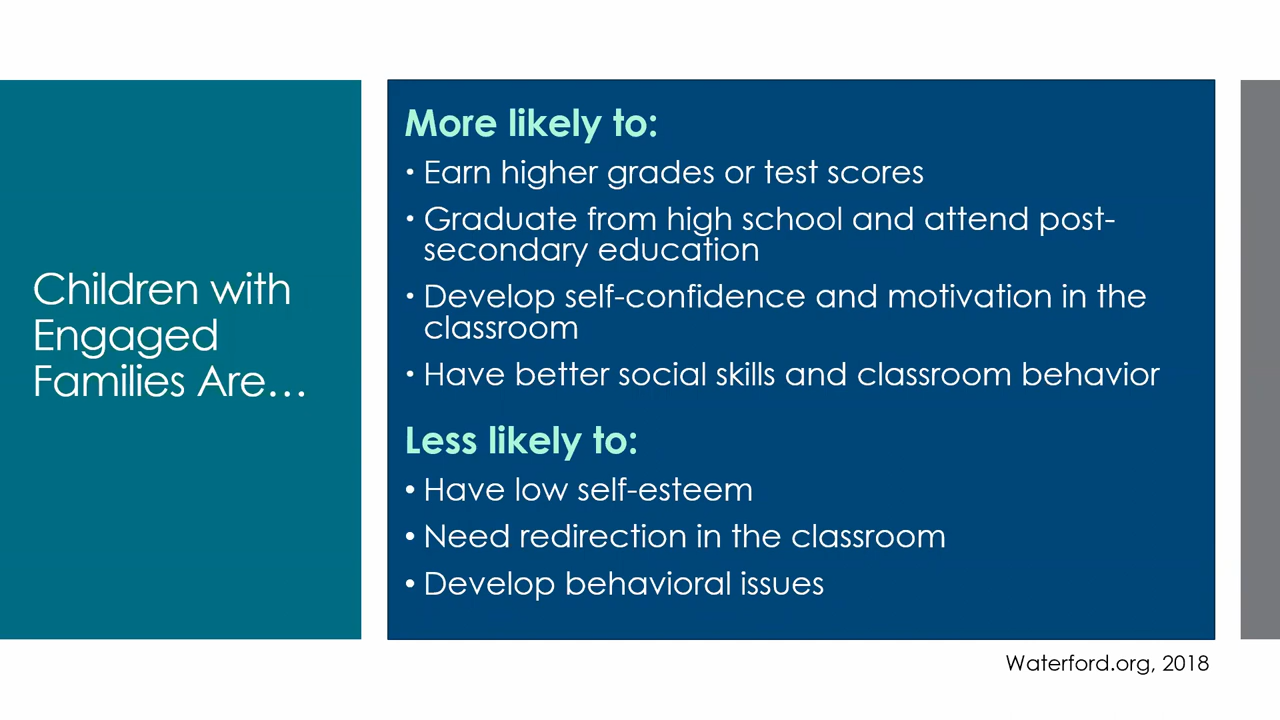 Children with
Engaged
Families Are…
More likely to:
• Earn higher grades or test scores
• Graduate from high school and attend post-
secondary education
• Develop self-confidence and motivation in the
classroom
• Have better social skills and classroom behavior
Less likely to:
• Have low self-esteem
• Need redirection in the classroom
• Develop behavioral issues
Waterford.org, 2018